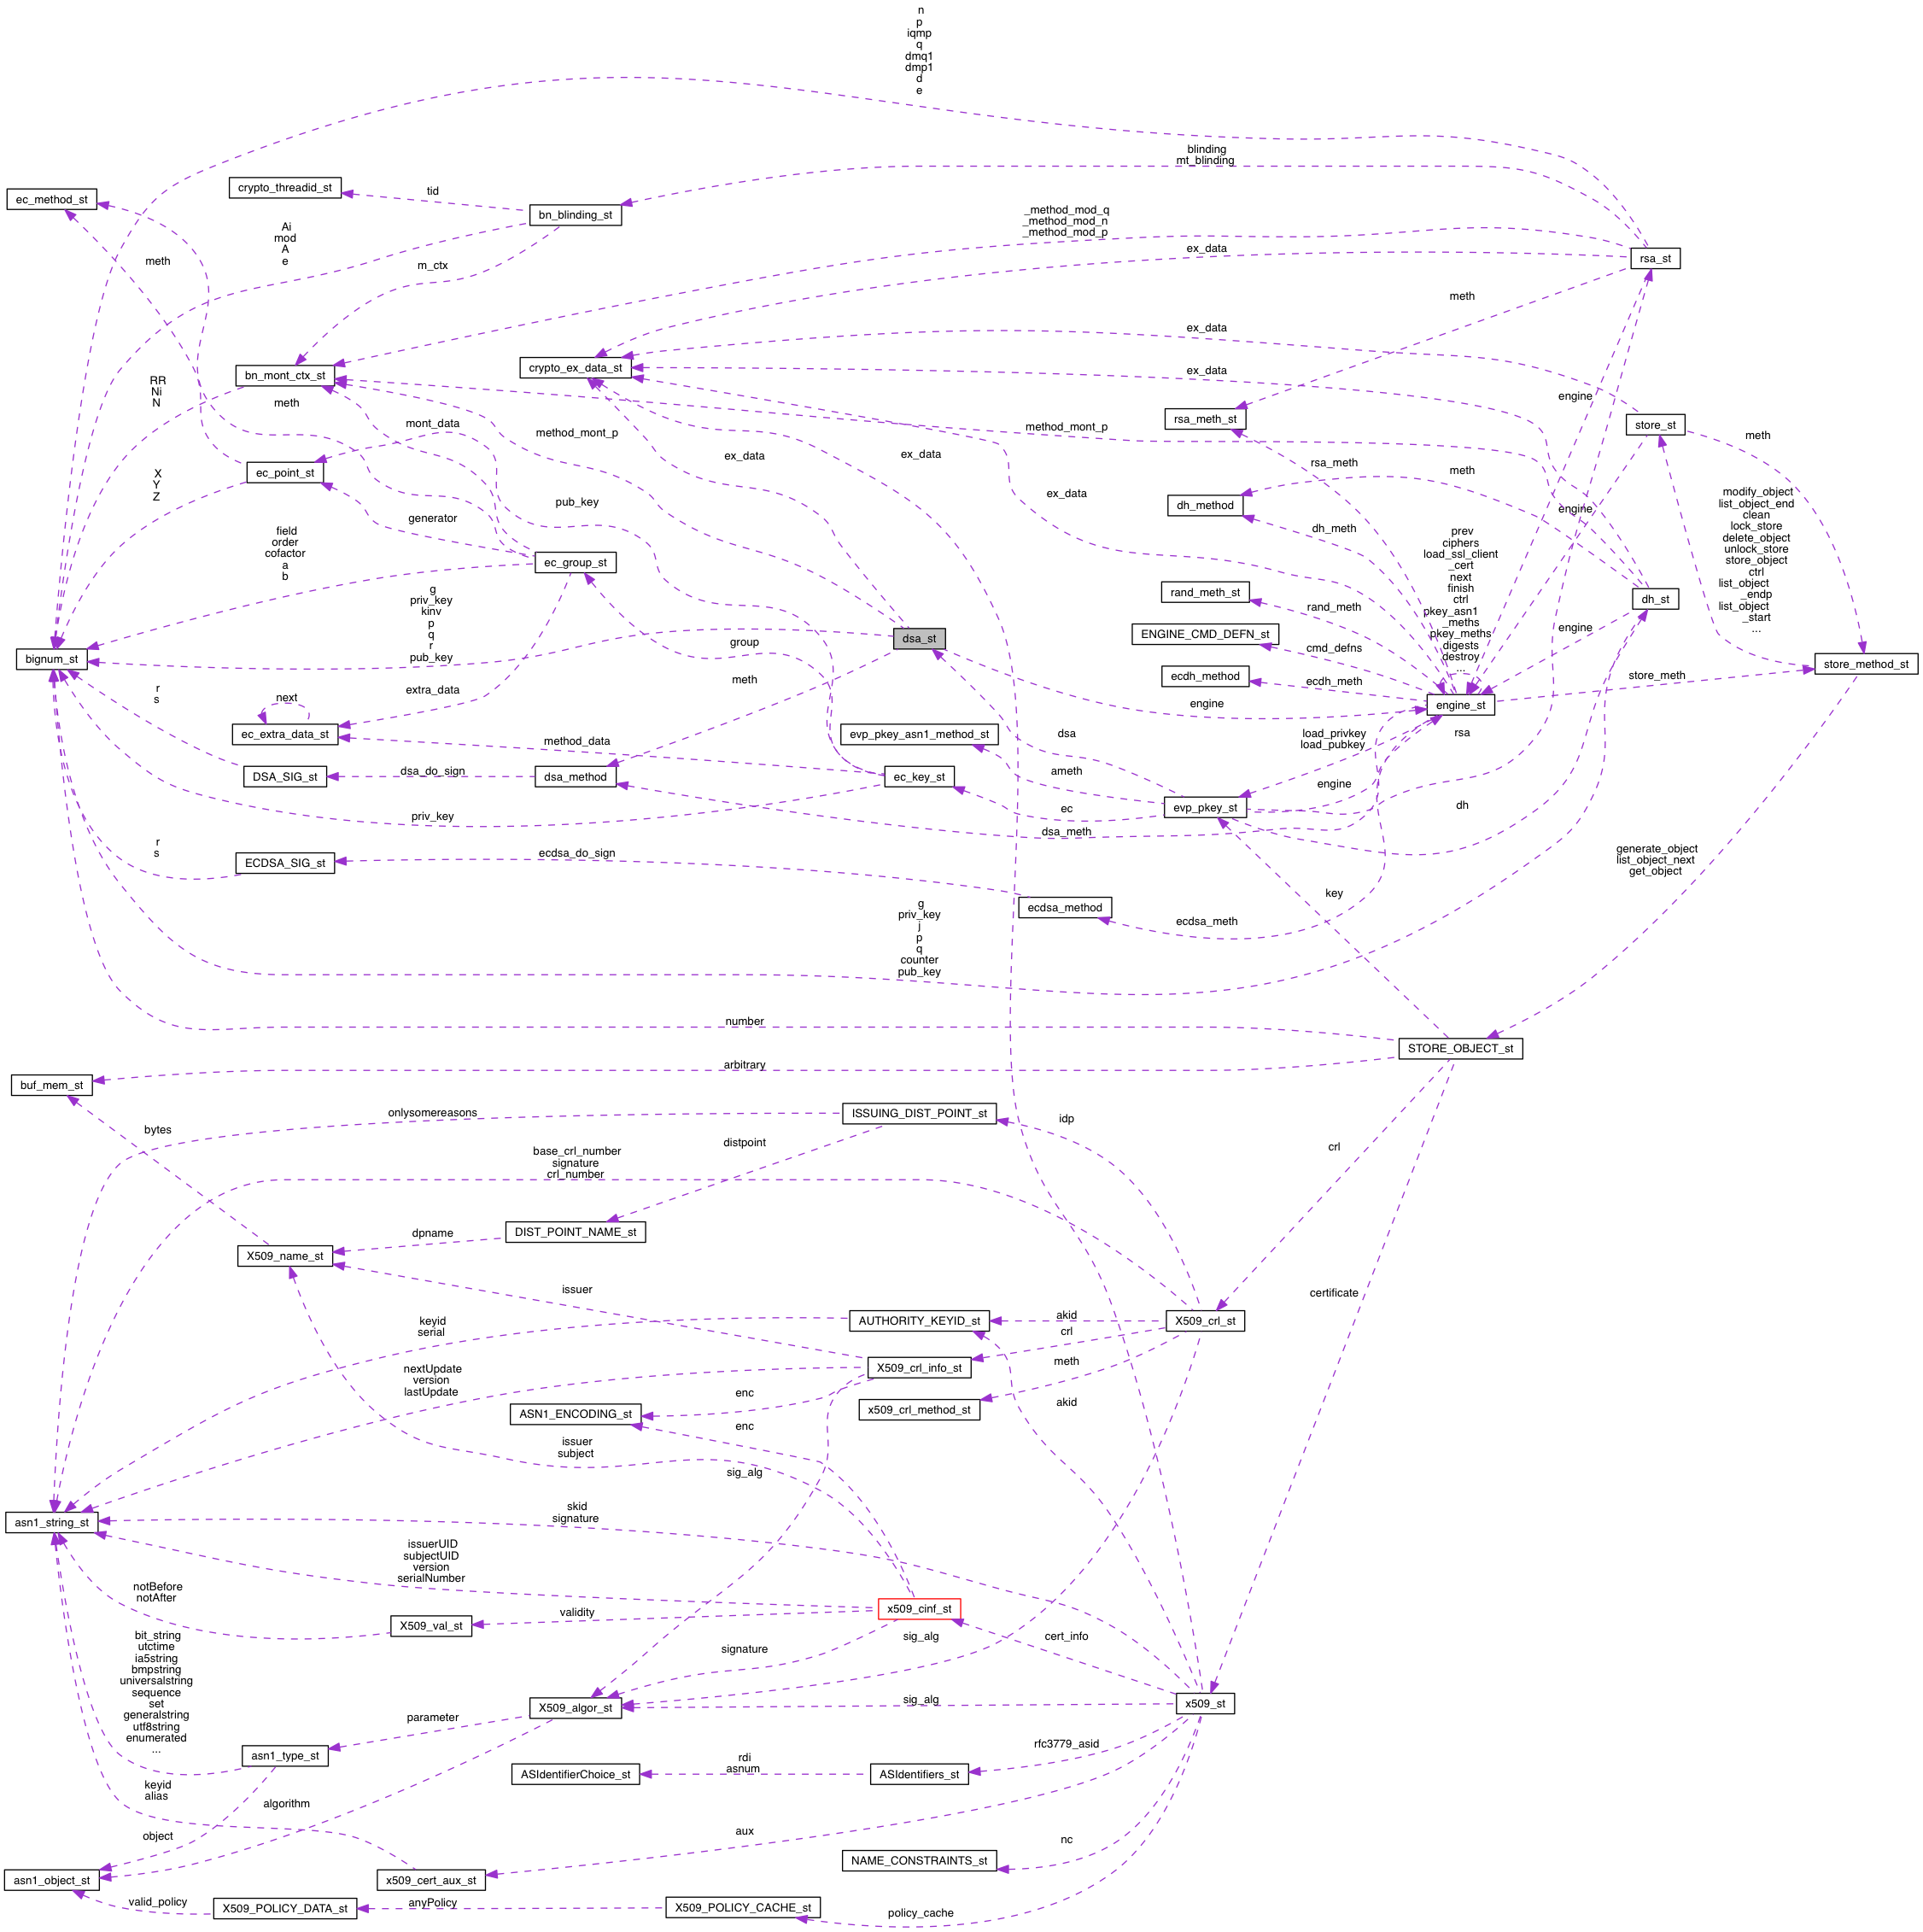 n
p
iqmp
q
dmq1
dmp1
d
e
blinding
mt_blinding
crypto_threadid_st
tid
ec_method_st
bn_blinding_st
_method_mod_q
_method_mod_n
_method_mod_p
Ai
mod
A
e
meth
m_ctx
ex_data
rsa_st
meth
ex_data
bn_mont_ctx_st
crypto_ex_data_st
ex_data
RR
Ni
N
meth
engine
rsa_meth_st
store_st
mont_data
method_mont_p
method_mont_p
meth
ex_data
ex_data
rsa_meth
meth
ec_point_st
X
Y
Z
pub_key
ex_data
dh_method
engine
modify_object
list_object_end
clean
lock_store
delete_object
unlock_store
store_object
ctrl
list_object
_endp
list_object
_start
...
generator
dh_meth
field
order
cofactor
a
b
ec_group_st
prev
ciphers
load_ssl_client
_cert
next
finish
ctrl
pkey_asn1
_meths
pkey_meths
digests
destroy
...
g
priv_key
kinv
p
q
r
pub_key
rand_meth_st
rand_meth
dh_st
engine
ENGINE_CMD_DEFN_st
dsa_st
group
cmd_defns
bignum_st
store_method_st
r
s
extra_data
meth
ecdh_method
ecdh_meth
store_meth
next
engine
engine_st
ec_extra_data_st
method_data
evp_pkey_asn1_method_st
dsa
load_privkey
load_pubkey
rsa
DSA_SIG_st
dsa_do_sign
dsa_method
ec_key_st
ameth
engine
evp_pkey_st
ec
dh
priv_key
dsa_meth
r
s
ECDSA_SIG_st
ecdsa_do_sign
generate_object
list_object_next
get_object
key
g
priv_key
j
p
q
counter
pub_key
ecdsa_method
ecdsa_meth
number
STORE_OBJECT_st
arbitrary
buf_mem_st
onlysomereasons
ISSUING_DIST_POINT_st
idp
bytes
distpoint
crl
base_crl_number
signature
crl_number
DIST_POINT_NAME_st
dpname
X509_name_st
issuer
certificate
keyid
serial
AUTHORITY_KEYID_st
akid
X509_crl_st
crl
X509_crl_info_st
meth
nextUpdate
version
lastUpdate
enc
x509_crl_method_st
akid
ASN1_ENCODING_st
enc
issuer
subject
sig_alg
asn1_string_st
skid
signature
issuerUID
subjectUID
version
serialNumber
notBefore
notAfter
x509_cinf_st
validity
X509_val_st
cert_info
sig_alg
signature
bit_string
utctime
ia5string
bmpstring
universalstring
sequence
set
generalstring
utf8string
enumerated
...
X509_algor_st
sig_alg
x509_st
parameter
asn1_type_st
rfc3779_asid
rdi
asnum
ASIdentifierChoice_st
ASIdentifiers_st
keyid
alias
algorithm
aux
object
nc
NAME_CONSTRAINTS_st
asn1_object_st
x509_cert_aux_st
valid_policy
X509_POLICY_DATA_st
anyPolicy
X509_POLICY_CACHE_st
policy_cache